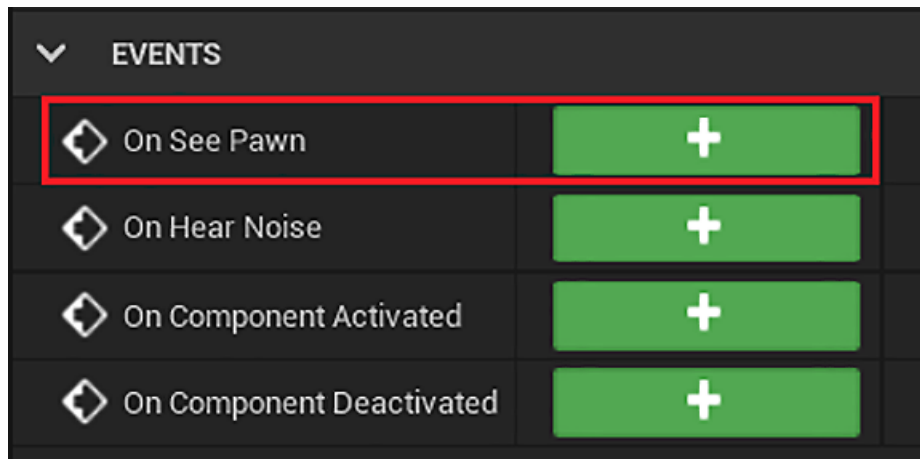 EVENTS
On See Pawn
On Hear Noise
On Component Activated
On Component Deactivated